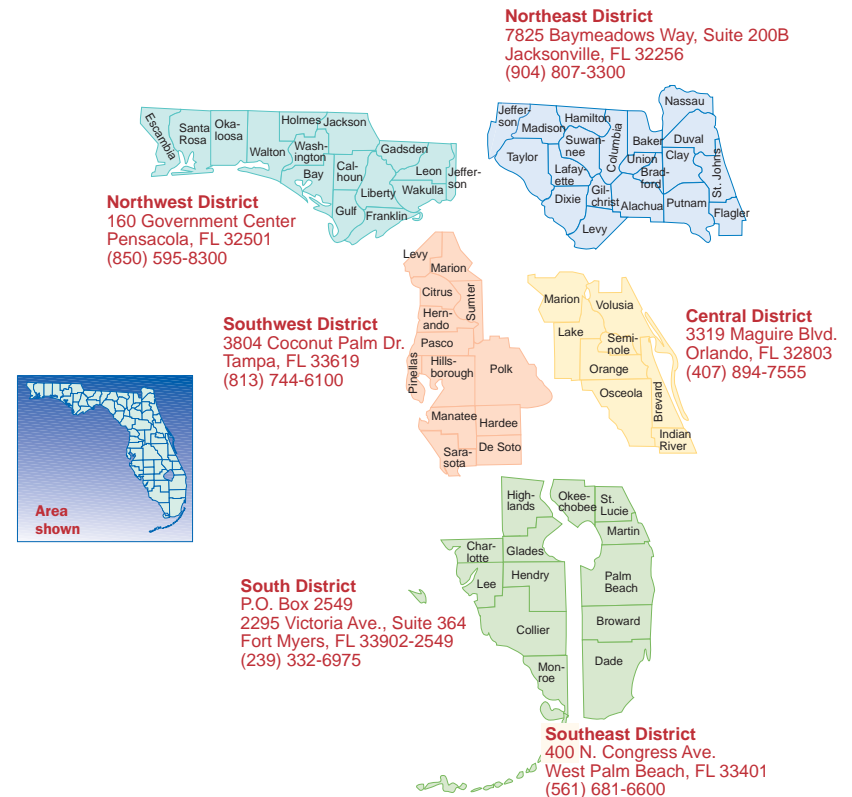 Northeast District
7825 Baymeadows Way, Suite 200B
Jacksonville, FL 32256
(904) 807-3300
Escambia
Santa
Rosa
Oka-
loosa
Walton
Holmes
Jackson
Wash-
ington
Bay
Cal-
houn
Gulf
Liberty
Franklin
Gadsden
Leon
Wakulla
Jeffer-
son
Northwest District
160 Government Center
Pensacola, FL 32501
(850) 595-8300
Jeffer-
son
Madison
Hamilton
Taylor
Suwan-
nee
Lafay-
ette
Dixie
Columbia
Gil-
christ
Levy
Baker
Union
Brad-
ford
Alachua
Nassau
Duval
Clay
Putnam
St. Johns
Flagler
Levy
Marion
Citrus
Sumter
Her-
nando
Pasco
Pinellas
Hills-
borough
Polk
Manatee
Hardee
Sara-
sota
De Soto
Southwest District
3804 Coconut Palm Dr.
Tampa, FL 33619
(813) 744-6100
Marion
Volusia
Lake
Semi-
nole
Orange
Osceola
Brevard
Indian
River
Central District
3319 Maguire Blvd.
Orlando, FL 32803
(407) 894-7555
Area
shown
High-
lands
Okee-
chobee
St.
Lucie
Martin
Char-
lotte
Glades
Lee
Hendry
Palm
Beach
Collier
Broward
Mon-
roe
Dade
South District
P.O. Box 2549
2295 Victoria Ave., Suite 364
Fort Myers, FL 33902-2549
(239) 332-6975
Southeast District
400 N. Congress Ave.
West Palm Beach, FL 33401
(561) 681-6600